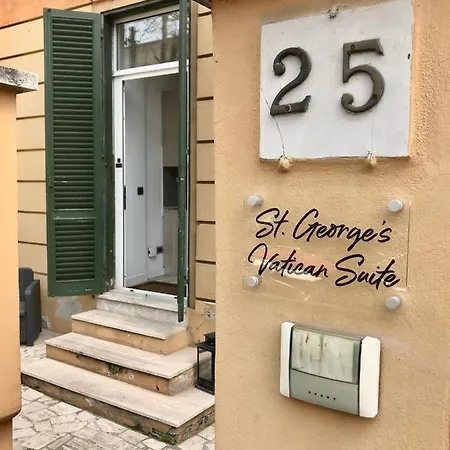 25
St. George's
Vatican Suite